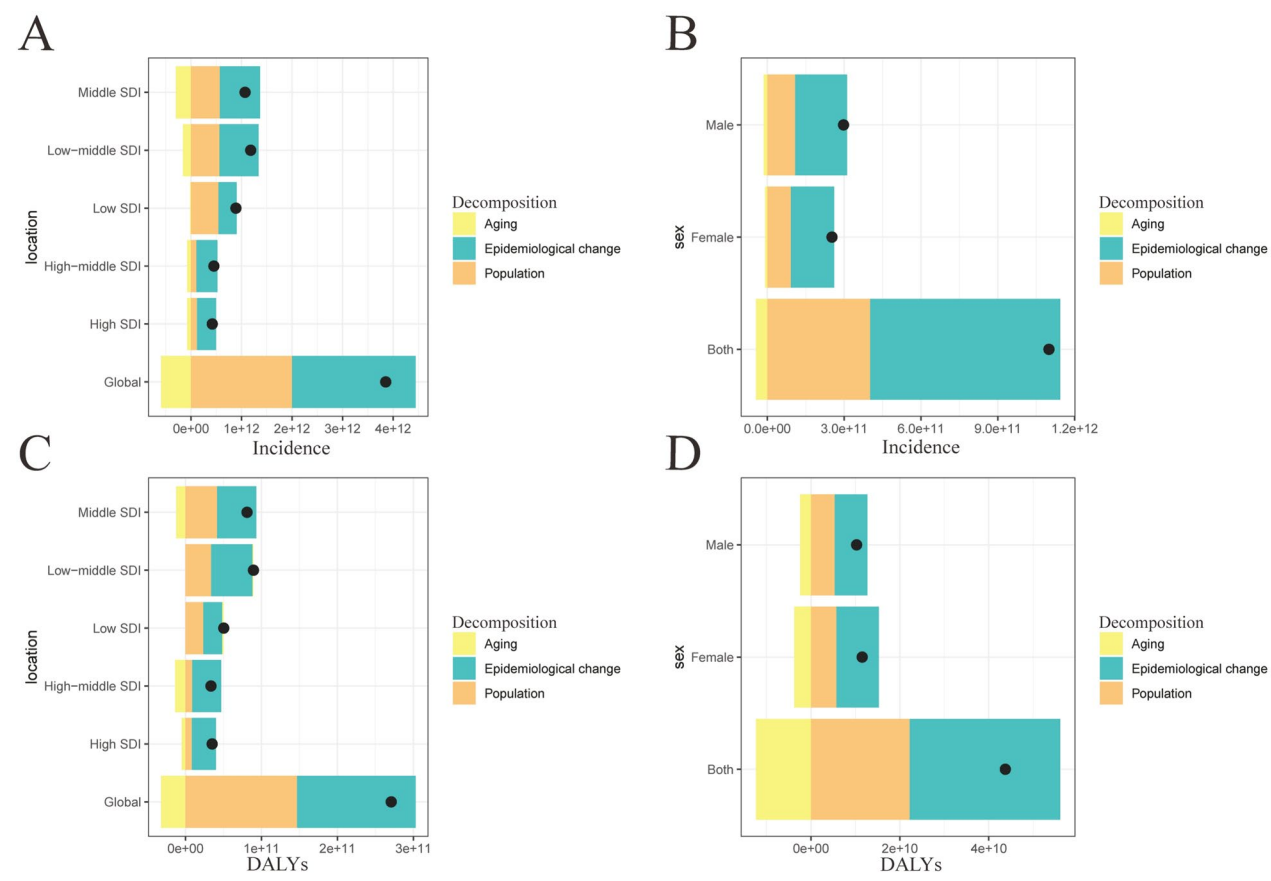 A
location
Middle SDI
Low-middle SDI
Low SDI
High-middle SDI
High SDI
Global
0e+00 1e+12 2e+12 3e+12 4e+12
Incidence
Decomposition
Aging
Epidemiological change
Population
B
sex
Male
Female
Both
0.0e+00 3.0e+11 6.0e+11 9.0e+11 1.2e+12
Incidence
Decomposition
Aging
Epidemiological change
Population
C
location
Middle SDI
Low-middle SDI
Low SDI
High-middle SDI
High SDI
Global
0e+00 1e+11 2e+11 3e+11
DALYs
Decomposition
Aging
Epidemiological change
Population
D
sex
Male
Female
Both
0e+00 2e+10 4e+10
DALYs
Decomposition
Aging
Epidemiological change
Population